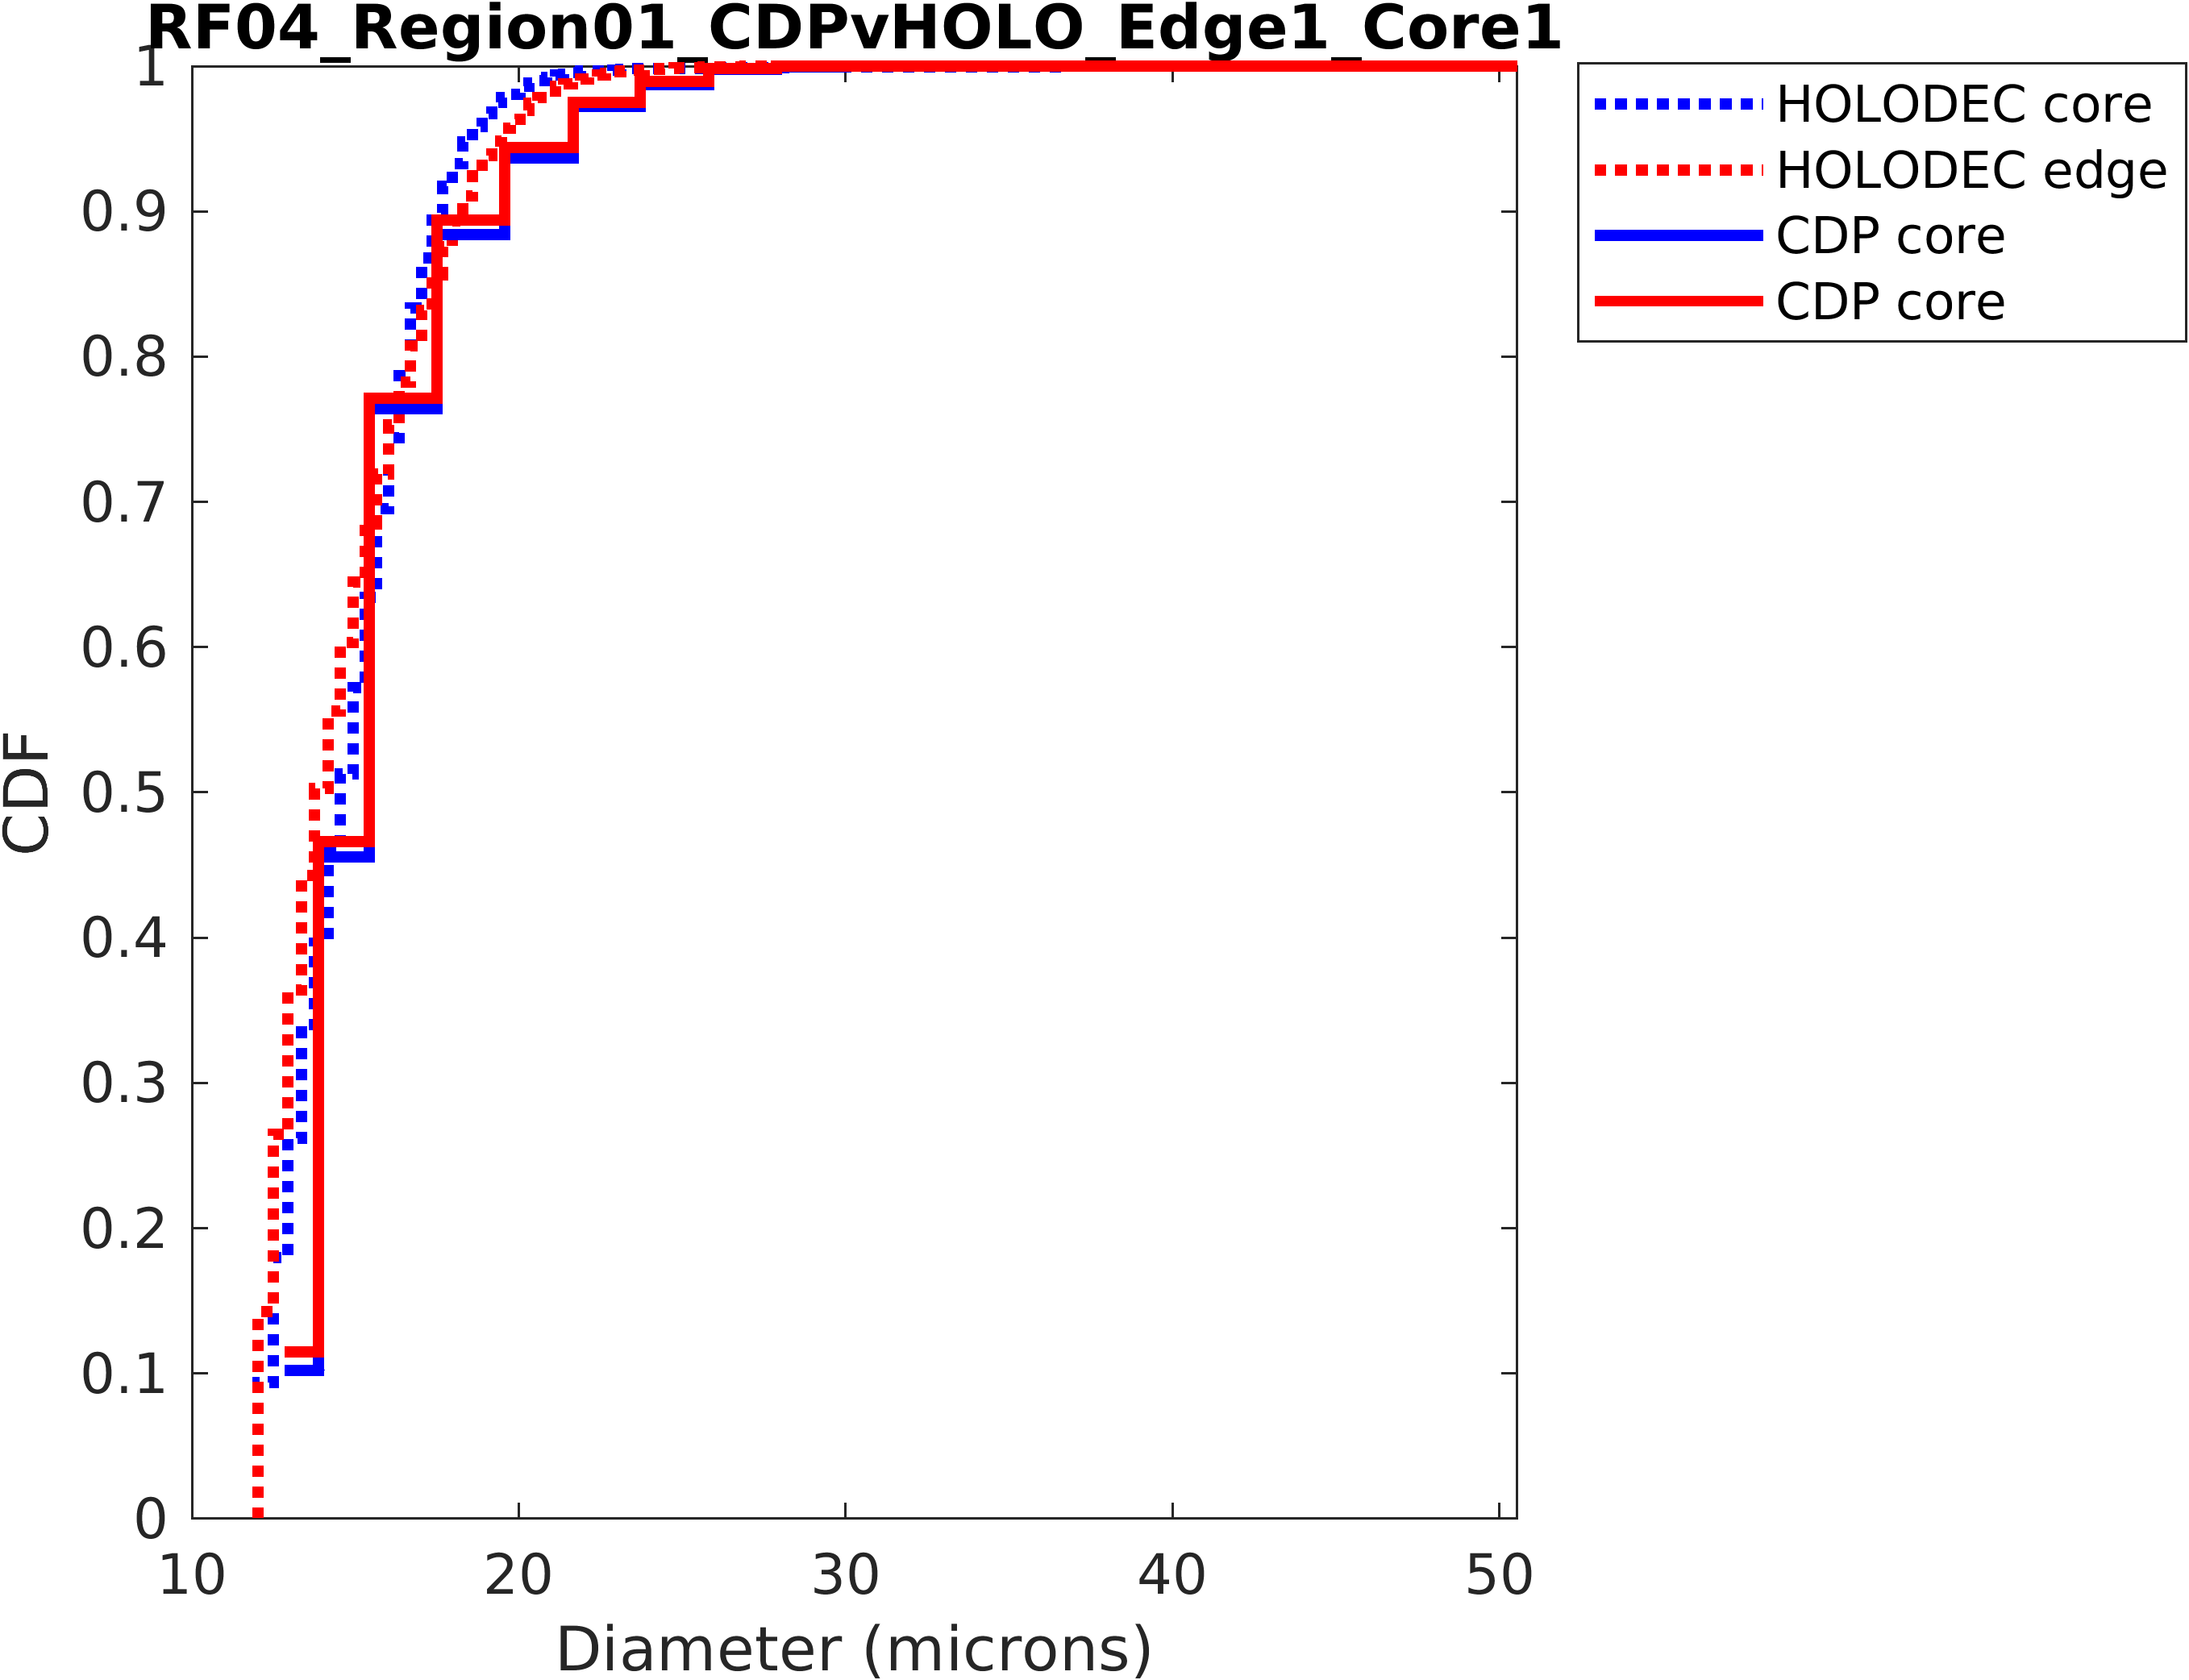 RF04_Region01_CDPvHOLO_Edge1_Core1
1
0.9
0.8
0.7
0.6
0.5
0.4
0.3
0.2
0.1
0
CDF
10 20 30 40 50
Diameter (microns)
HOLODEC core
HOLODEC edge
CDP core
CDP core